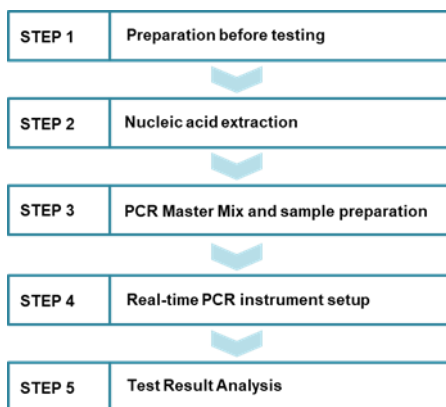 STEP 1 Preparation before testing
STEP 2 Nucleic acid extraction
STEP 3 PCR Master Mix and sample preparation
STEP 4 Real-time PCR instrument setup
STEP 5 Test Result Analysis